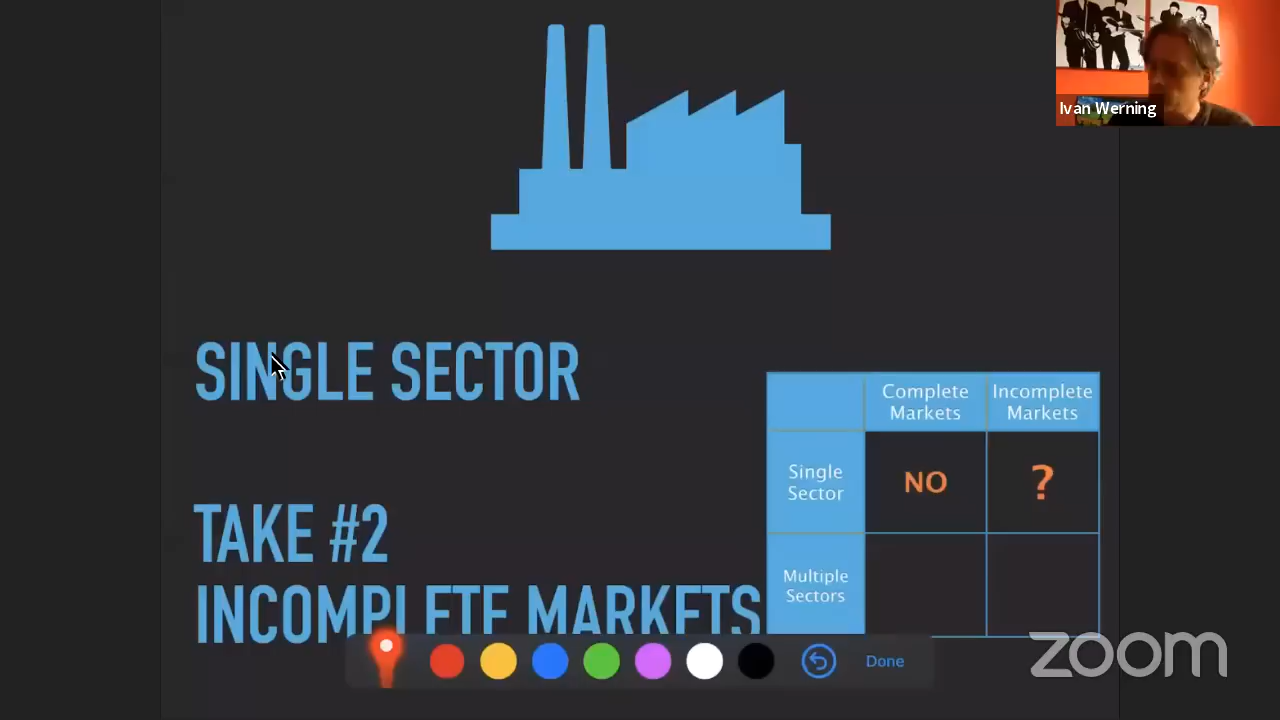 Ivan Werning
SINGLE SECTOR
TAKE #2
INCOMPLETE MARKETS
Complete Markets
Incomplete Markets
Single Sector
NO
?
Multiple Sectors
Done
zoom